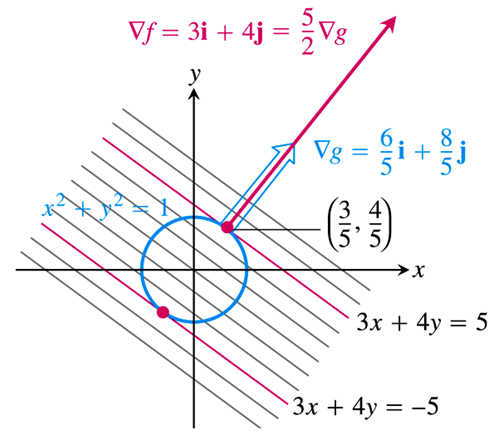 ∇f = 3i + 4j = 5/2 ∇g
y
∇g = 6/5 i + 8/5 j
x² + y² = 1
(3/5, 4/5)
x
3x + 4y = 5
3x + 4y = −5